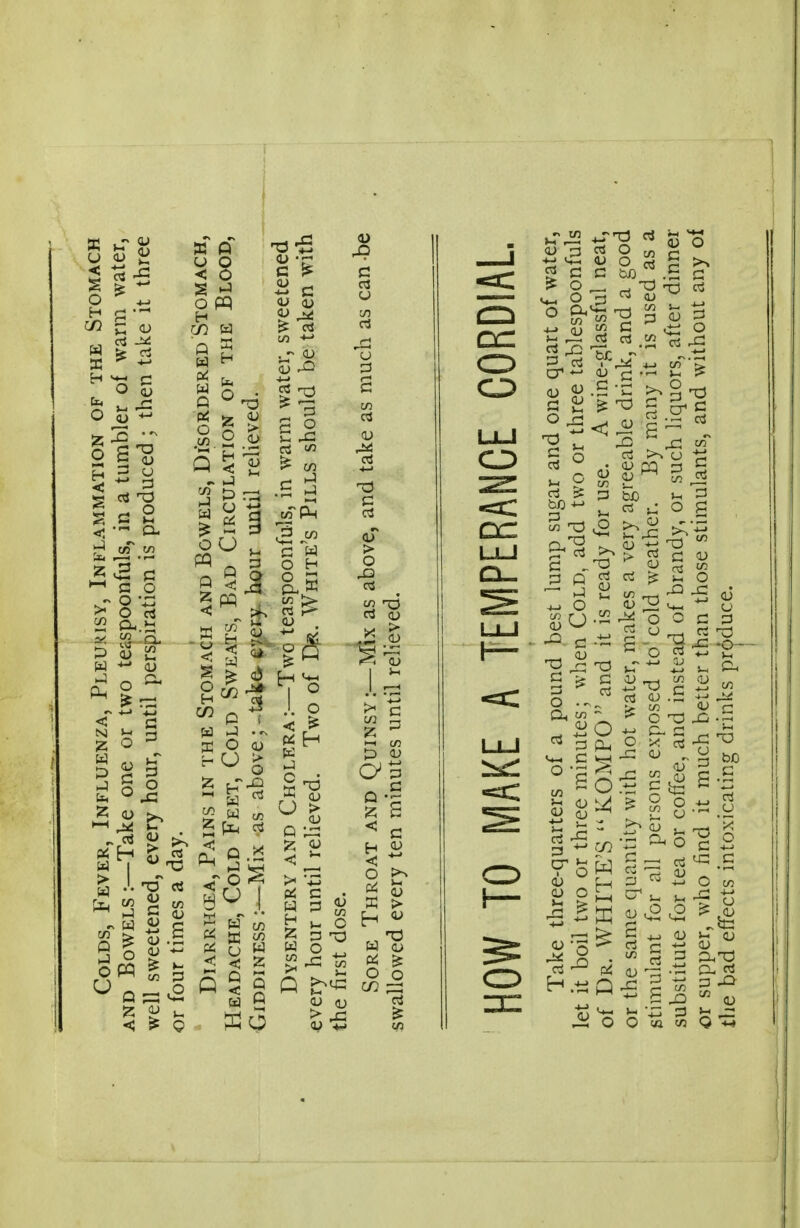 Colds, Fever, Influenza, Pleurisy, Inflammation of the Stomach
and Bowels:—Take one or two teaspoonfuls, in a tumbler of warm water,
well sweetened, every hour, until perspiration is produced; then take it three
or four times a day.
Diarrhœa, Pains in the Stomach and Bowels, Disordered Stomach,
Headache, Cold Feet, Cold Sweats, Bad Circulation of the Blood,
Giddiness:—Mix as above; take every hour until relieved.
Dysentery and Cholera:—Two teaspoonfuls, in warm water, sweetened
every hour until relieved. Two of Dr. White's Pills should be taken with
the first dose.
Sore Throat and Quinsy:—Mix as above, and take as much as can be
swallowed every ten minutes until relieved.
HOW TO MAKE A TEMPERANCE CORDIAL.
Take three-quarters of a pound best lump sugar and one quart of water,
let it boil two or three minutes; when Cold, add two or three tablespoonfuls
of Dr. WHITE'S "KOMPO" and it is ready for use. A wine-glassful neat,
or the same quantity with hot water, makes a very agreeable drink, and a good
stimulant for all persons exposed to cold weather. By many it is used as a
substitute for tea or coffee, and instead of brandy, or such liquors, after dinner
or supper, who find it much better than those stimulants, and without any of
the bad effects intoxicating drinks produce.